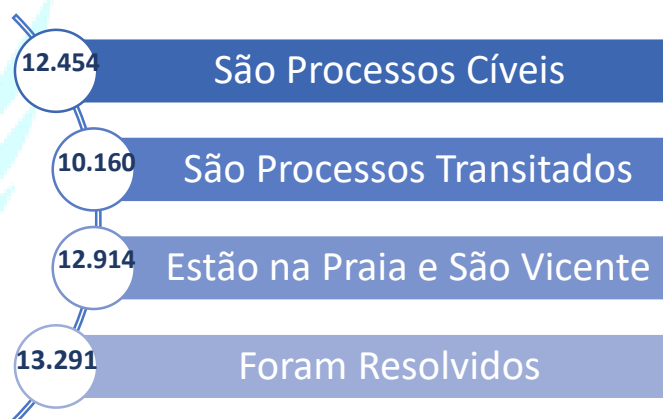 12.454 São Processos Cíveis
10.160 São Processos Transitados
12.914 Estão na Praia e São Vicente
13.291 Foram Resolvidos